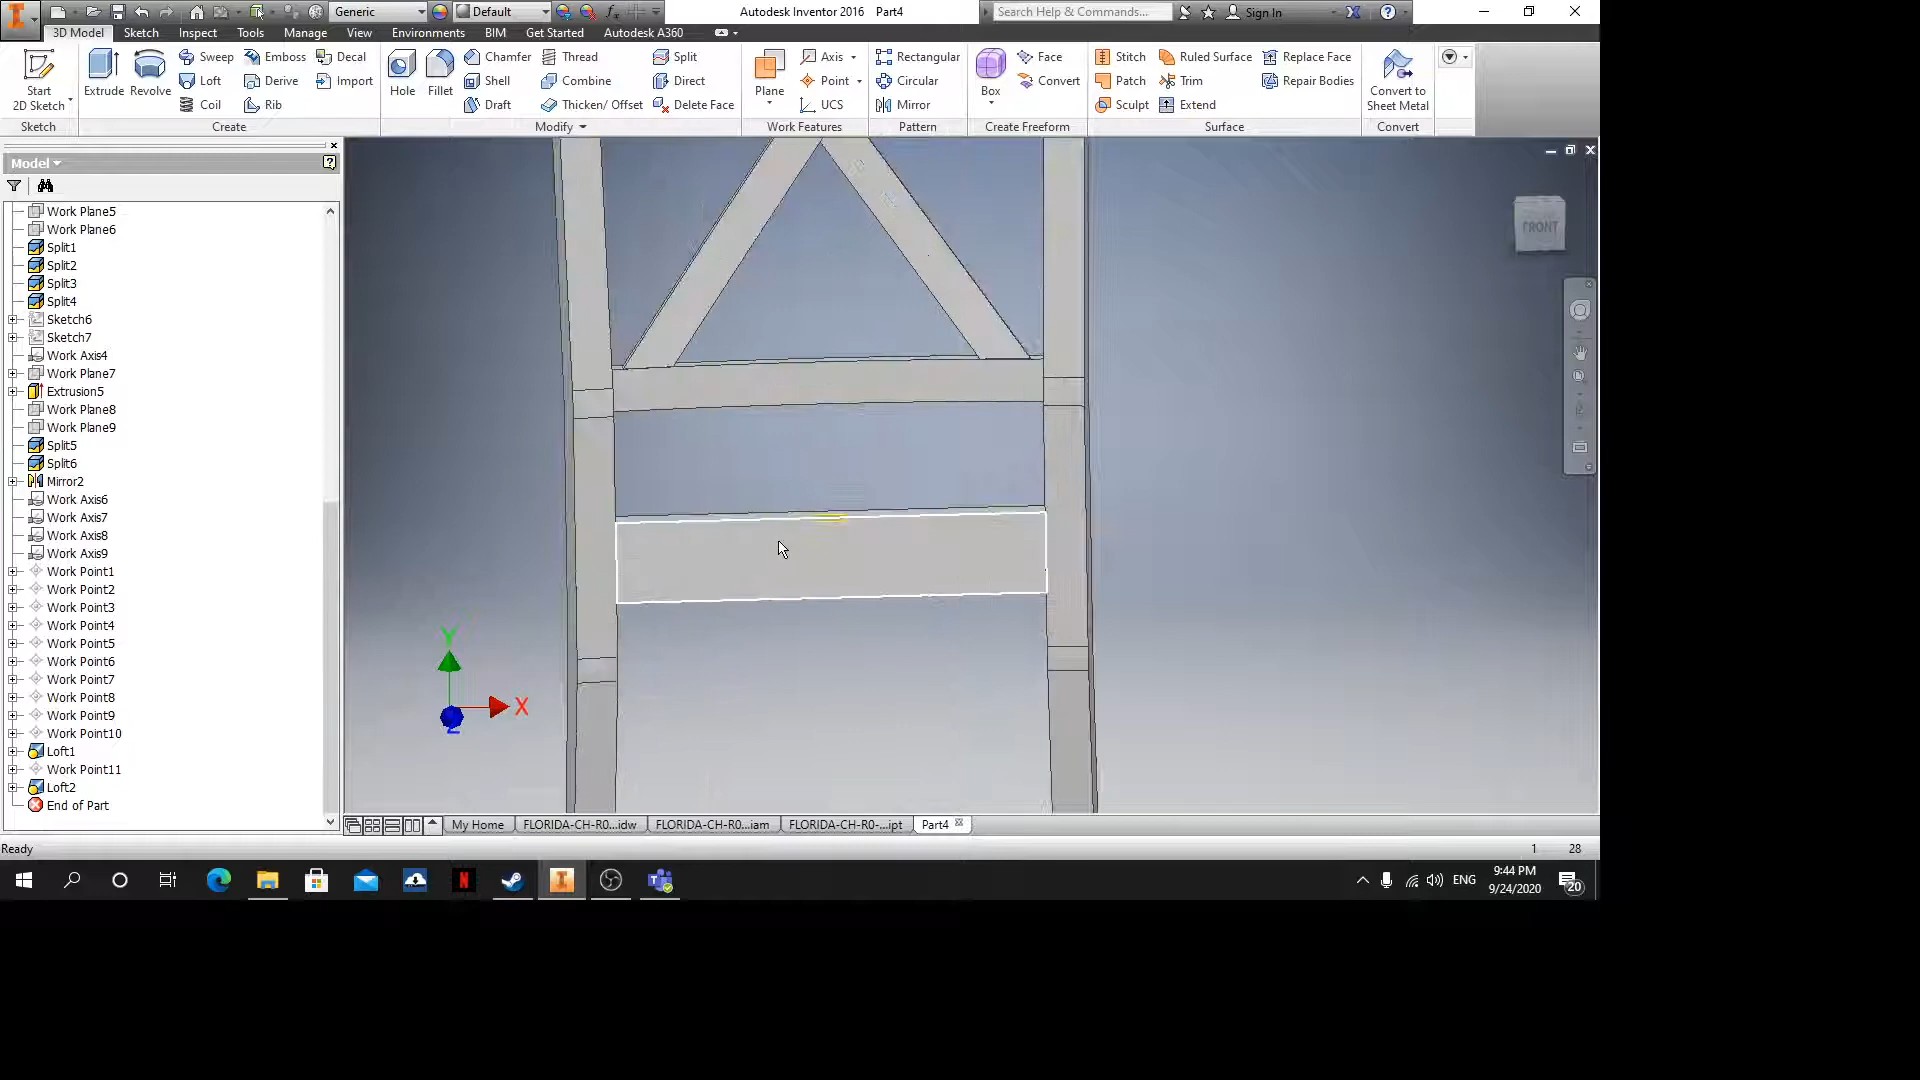 Generic
Default
fx
Autodesk Inventor 2016 Part4
Search Help & Commands...
Sign In
3D Model
Sketch
Inspect
Tools
Manage
View
Environments
BIM
Get Started
Autodesk A360
Start
2D Sketch
Sketch
Extrude
Revolve
Sweep
Loft
Coil
Emboss
Derive
Rib
Decal
Import
Create
Hole
Fillet
Chamfer
Shell
Draft
Thread
Combine
Thicken/ Offset
Split
Direct
Delete Face
Modify
Plane
Axis
Point
UCS
Work Features
Rectangular
Circular
Mirror
Pattern
Box
Face
Convert
Create Freeform
Stitch
Patch
Sculpt
Ruled Surface
Trim
Extend
Replace Face
Repair Bodies
Surface
Convert to
Sheet Metal
Convert
Model
Work Plane5
Work Plane6
Split1
Split2
Split3
Split4
Sketch6
Sketch7
Work Axis4
Work Plane7
Extrusion5
Work Plane8
Work Plane9
Split5
Split6
Mirror2
Work Axis6
Work Axis7
Work Axis8
Work Axis9
Work Point1
Work Point2
Work Point3
Work Point4
Work Point5
Work Point6
Work Point7
Work Point8
Work Point9
Work Point10
Loft1
Work Point11
Loft2
End of Part
FRONT
Y
X
Z
My Home
FLORIDA-CH-R0...idw
FLORIDA-CH-R0...iam
FLORIDA-CH-R0-...ipt
Part4
Ready
1
28
ENG
9:44 PM
9/24/2020
20